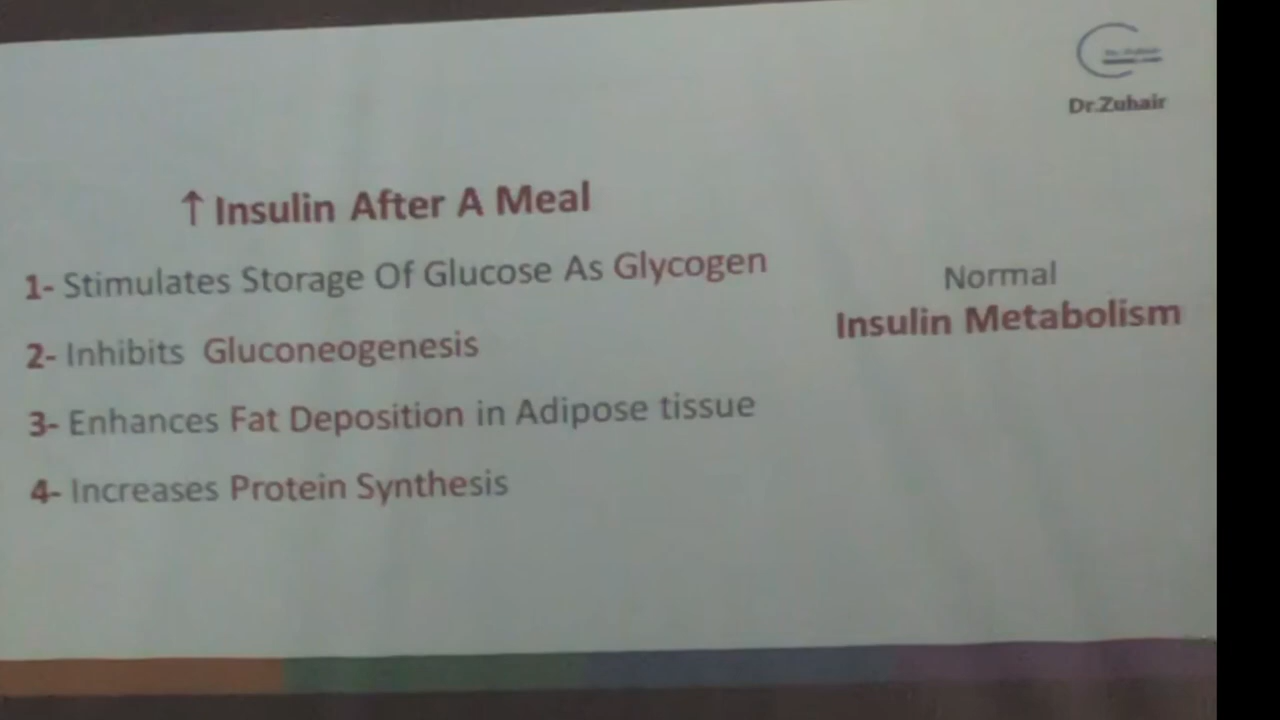 Dr.Zuhair
↑ Insulin After A Meal
1- Stimulates Storage Of Glucose As Glycogen
2- Inhibits Gluconeogenesis
3- Enhances Fat Deposition in Adipose tissue
4- Increases Protein Synthesis
Normal
Insulin Metabolism